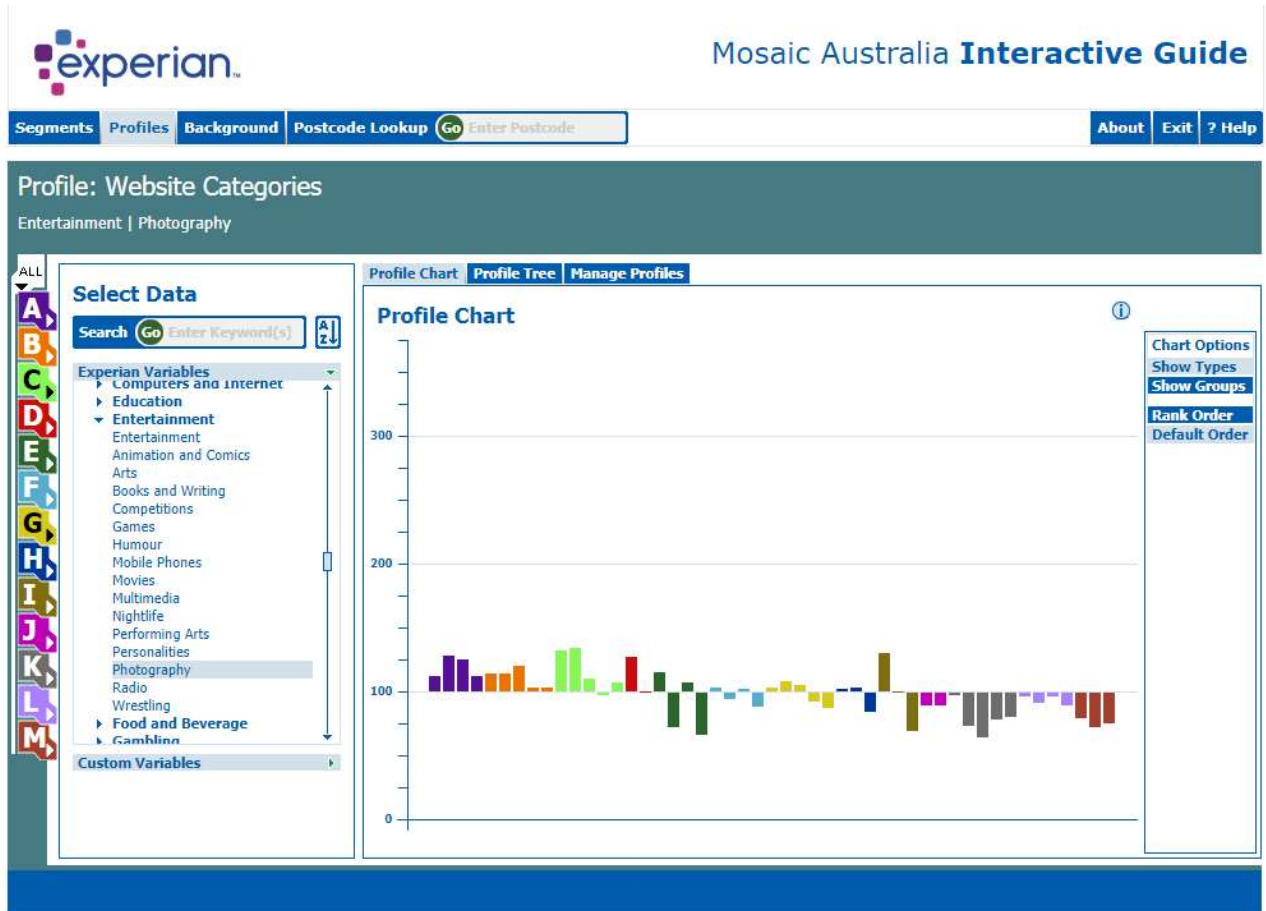 experian™
Mosaic Australia Interactive Guide
Segments Profiles Background Postcode Lookup Go Enter Postcode About Exit ? Help
Profile: Website Categories
Entertainment | Photography
ALL
A
B
C
D
E
F
G
H
I
J
K
L
M
Select Data
Search Go Enter Keyword(s) A Z
Experian Variables
Computers and Internet
Education
Entertainment
Entertainment
Animation and Comics
Arts
Books and Writing
Competitions
Games
Humour
Mobile Phones
Movies
Multimedia
Nightlife
Performing Arts
Personalities
Photography
Radio
Wrestling
Food and Beverage
Gambling
Custom Variables
Profile Chart Profile Tree Manage Profiles
Profile Chart
i
300
200
100
0
Chart Options
Show Types
Show Groups
Rank Order
Default Order